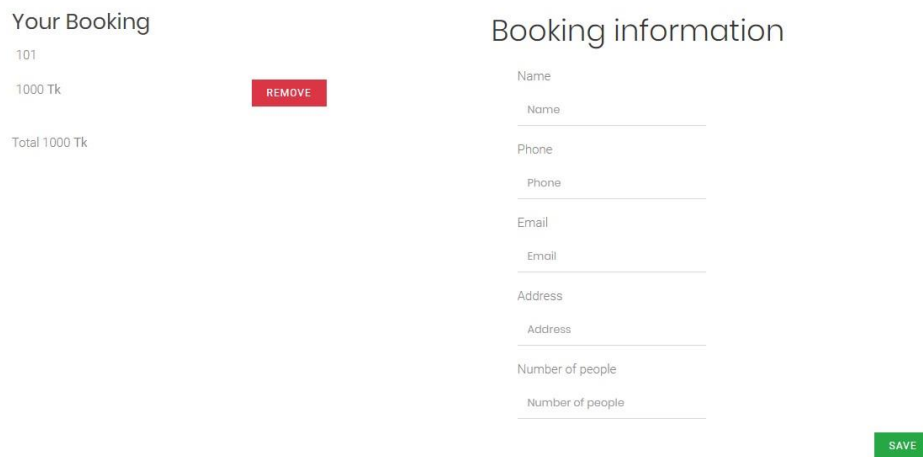 Your Booking
101
1000 Tk
REMOVE
Total 1000 Tk
Booking information
Name
Name
Phone
Phone
Email
Email
Address
Address
Number of people
Number of people
SAVE